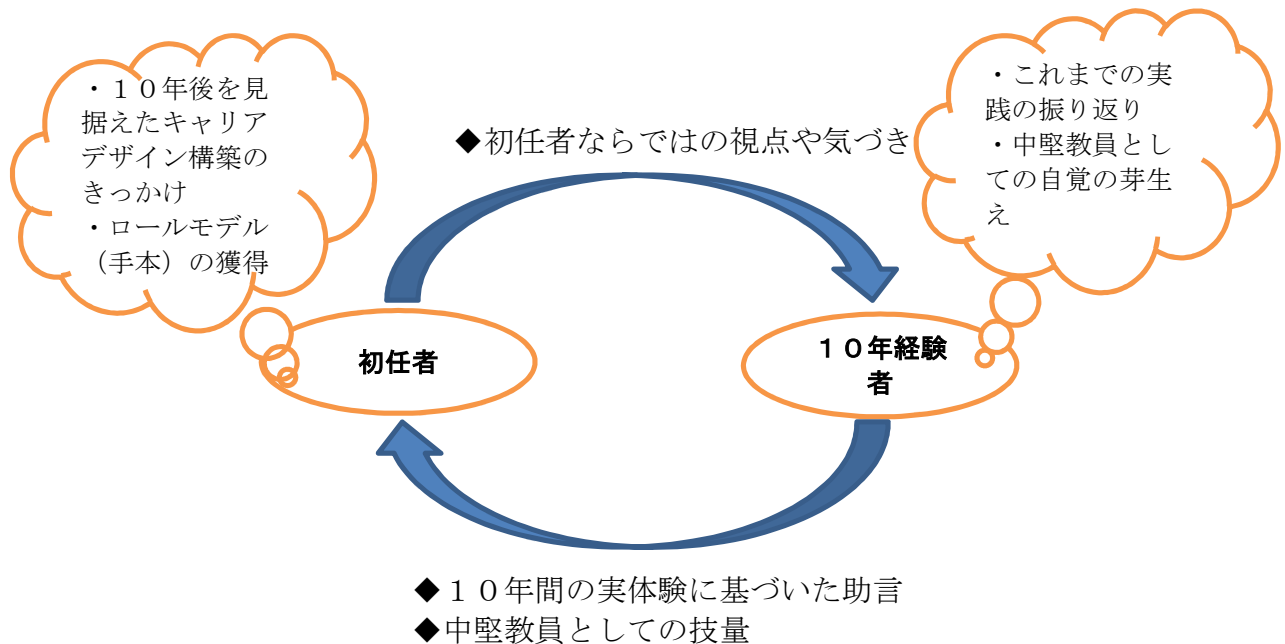 ・１０年後を見
据えたキャリア
デザイン構築の
きっかけ
・ロールモデル
（手本）の獲得
◆初任者ならではの視点や気づき
・これまでの実
践の振り返り
・中堅教員とし
ての自覚の芽生
え
初任者
１０年経験
者
◆１０年間の実体験に基づいた助言
◆中堅教員としての技量